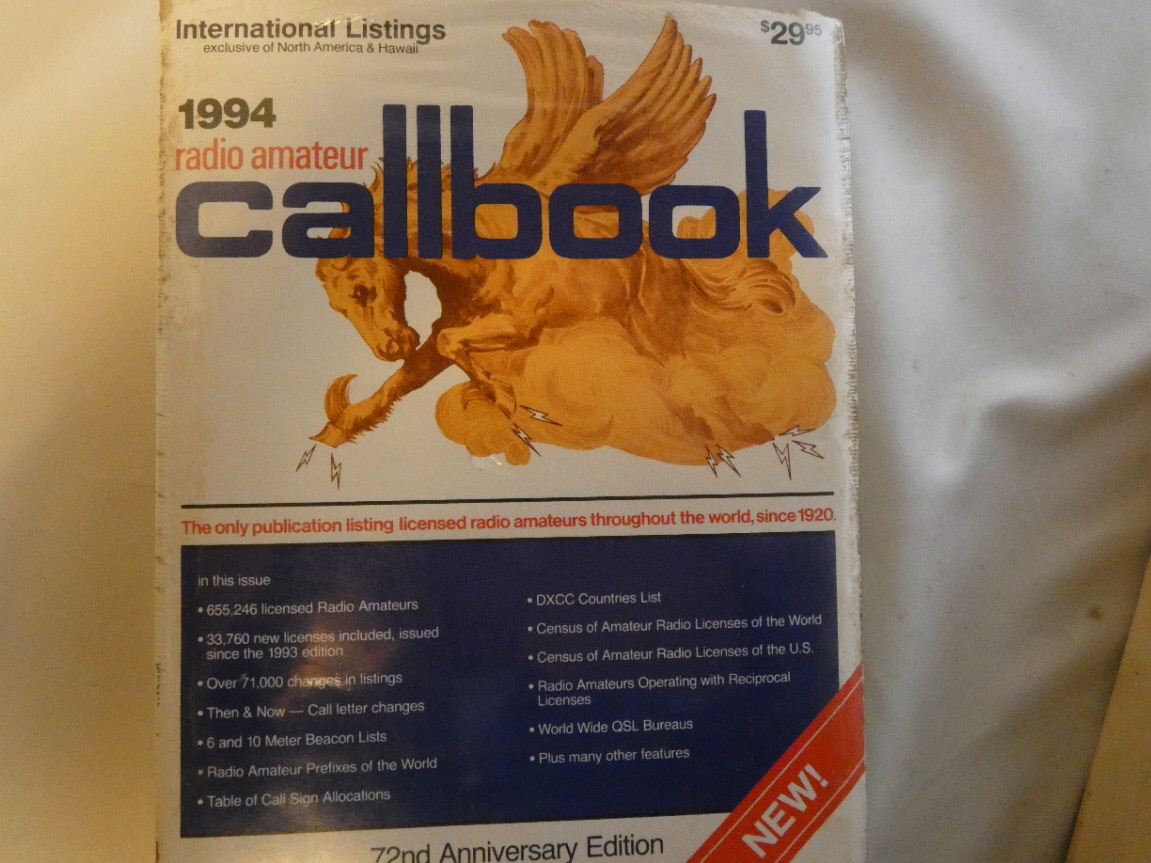 International Listings
exclusive of North America & Hawaii
$29.95
1994
radio amateur
callbook
The only publication listing licensed radio amateurs throughout the world, since 1920.
in this issue
• 655,246 licensed Radio Amateurs
• 33,760 new licenses included, issued
since the 1993 edition
• Over 71,000 changes in listings
• Then & Now — Call letter changes
• 6 and 10 Meter Beacon Lists
• Radio Amateur Prefixes of the World
• Table of Call Sign Allocations
• DXCC Countries List
• Census of Amateur Radio Licenses of the World
• Census of Amateur Radio Licenses of the U.S.
• Radio Amateurs Operating with Reciprocal
Licenses
• World Wide QSL Bureaus
• Plus many other features
NEW!
72nd Anniversary Edition